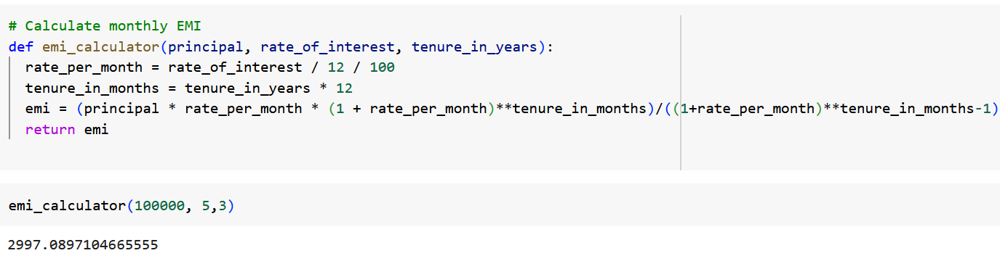 # Calculate monthly EMI
def emi_calculator(principal, rate_of_interest, tenure_in_years):
  rate_per_month = rate_of_interest / 12 / 100
  tenure_in_months = tenure_in_years * 12
  emi = (principal * rate_per_month * (1 + rate_per_month)**tenure_in_months)/((1+rate_per_month)**tenure_in_months-1)
  return emi
emi_calculator(100000, 5,3)
2997.0897104665555